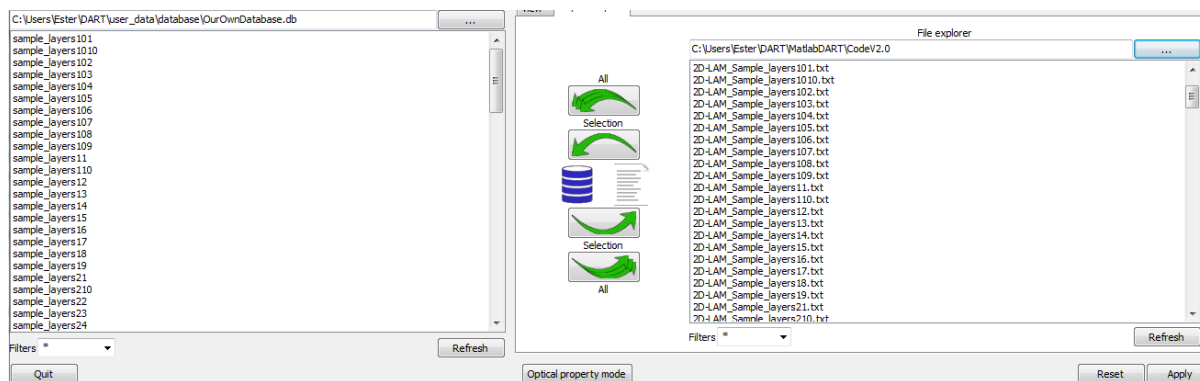 C:\Users\Ester\DART\user_data\database\OurOwnDatabase.db
...
sample_layers101
sample_layers1010
sample_layers102
sample_layers103
sample_layers104
sample_layers105
sample_layers106
sample_layers107
sample_layers108
sample_layers109
sample_layers11
sample_layers110
sample_layers12
sample_layers13
sample_layers14
sample_layers15
sample_layers16
sample_layers17
sample_layers18
sample_layers19
sample_layers21
sample_layers210
sample_layers22
sample_layers23
sample_layers24
Filters *
Refresh
Quit
All
Selection
Selection
All
File explorer
C:\Users\Ester\DART\MatlabDART\CodeV2.0
...
2D-LAM_Sample_layers101.txt
2D-LAM_Sample_layers1010.txt
2D-LAM_Sample_layers102.txt
2D-LAM_Sample_layers103.txt
2D-LAM_Sample_layers104.txt
2D-LAM_Sample_layers105.txt
2D-LAM_Sample_layers106.txt
2D-LAM_Sample_layers107.txt
2D-LAM_Sample_layers108.txt
2D-LAM_Sample_layers109.txt
2D-LAM_Sample_layers11.txt
2D-LAM_Sample_layers110.txt
2D-LAM_Sample_layers12.txt
2D-LAM_Sample_layers13.txt
2D-LAM_Sample_layers14.txt
2D-LAM_Sample_layers15.txt
2D-LAM_Sample_layers16.txt
2D-LAM_Sample_layers17.txt
2D-LAM_Sample_layers18.txt
2D-LAM_Sample_layers19.txt
2D-LAM_Sample_layers21.txt
2D-LAM_Sample_layers210.txt
Filters *
Refresh
Optical property mode
Reset
Apply